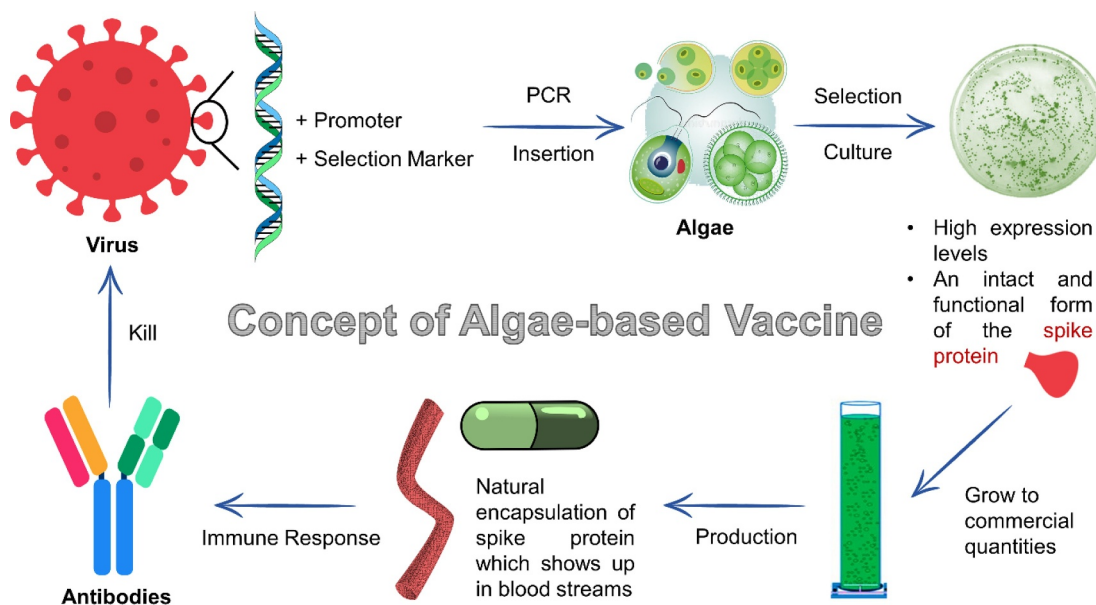 + Promoter
+ Selection Marker
PCR
Insertion
Selection
Culture
Virus
Algae
• High expression
levels
• An intact and
functional form
of the spike
protein
Concept of Algae-based Vaccine
Kill
Grow to
commercial
quantities
Production
Natural
encapsulation of
spike protein
which shows up
in blood streams
Immune Response
Antibodies